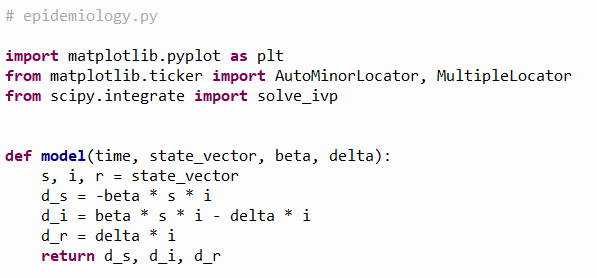 # epidemiology.py

import matplotlib.pyplot as plt
from matplotlib.ticker import AutoMinorLocator, MultipleLocator
from scipy.integrate import solve_ivp


def model(time, state_vector, beta, delta):
    s, i, r = state_vector
    d_s = -beta * s * i
    d_i = beta * s * i - delta * i
    d_r = delta * i
    return d_s, d_i, d_r